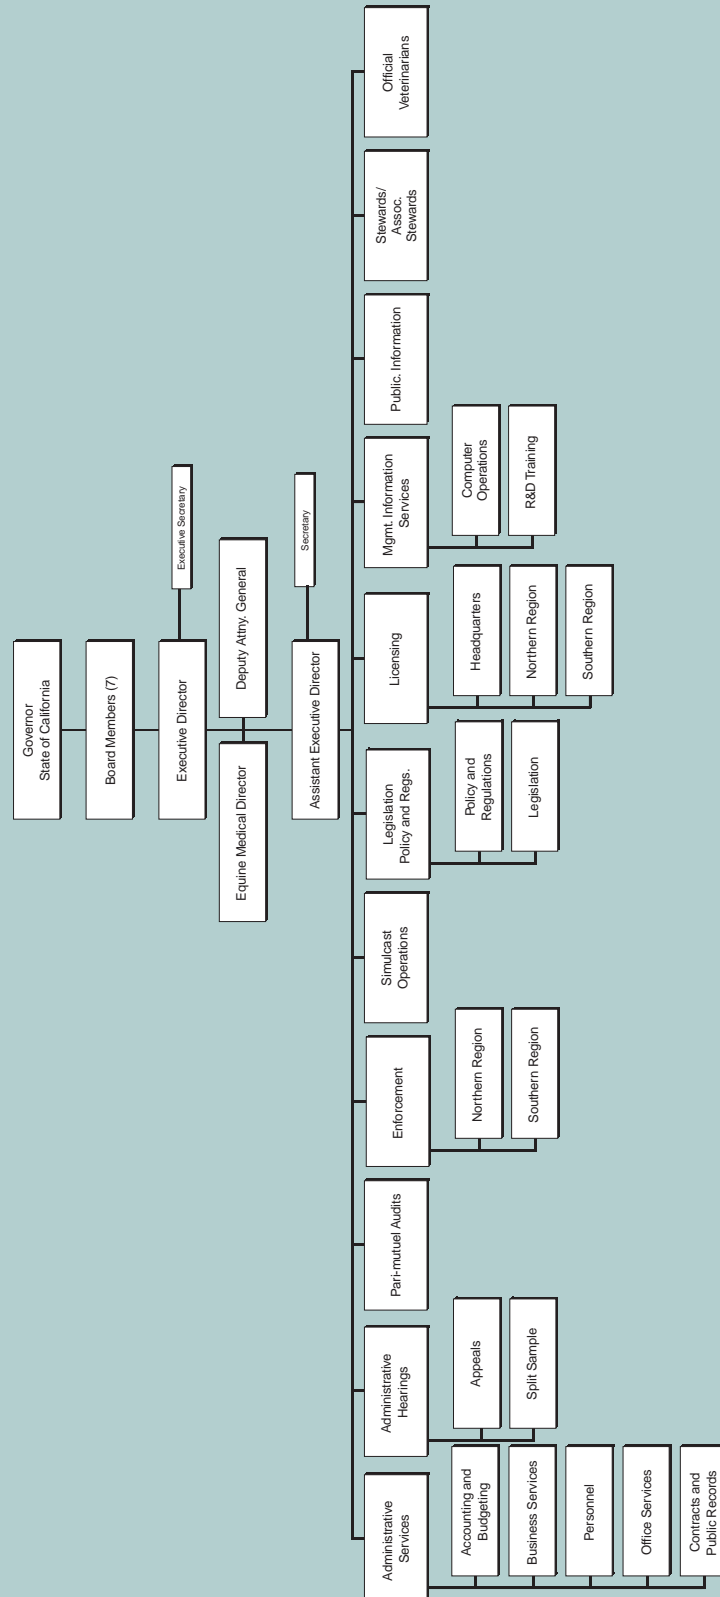 Governor
State of California
Board Members (7)
Executive Director
Executive Secretary
Equine Medical Director
Deputy Attny. General
Assistant Executive Director
Secretary
Administrative
Services
Administrative
Hearings
Pari-mutuel Audits
Enforcement
Simulcast
Operations
Legislation
Policy and Regs.
Licensing
Mgmt. Information
Services
Public. Information
Stewards/
Assoc.
Stewards
Official
Veterinarians
Accounting and
Budgeting
Business Services
Personnel
Office Services
Contracts and
Public Records
Appeals
Split Sample
Northern Region
Southern Region
Policy and
Regulations
Legislation
Headquarters
Northern Region
Southern Region
Computer
Operations
R&D Training